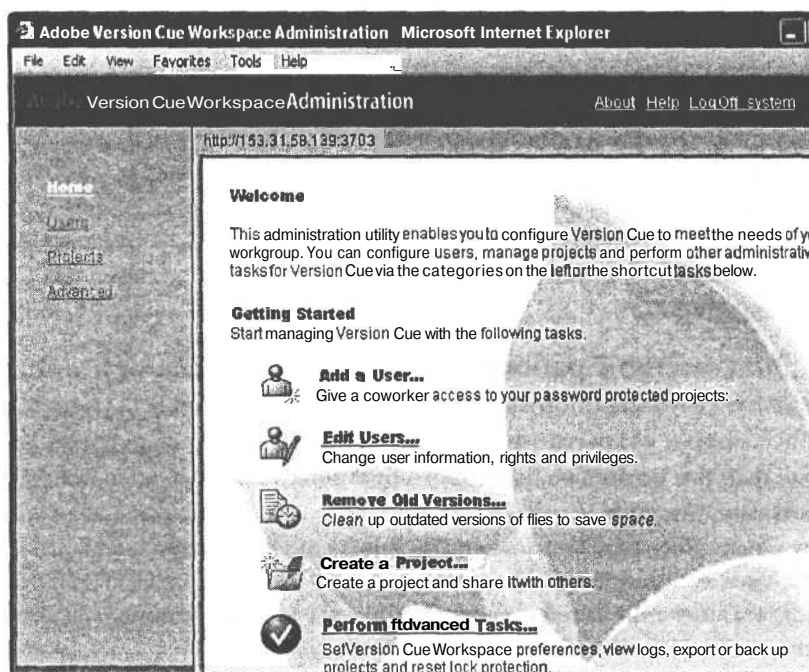 Adobe Version Cue Workspace Administration Microsoft Internet Explorer
File Edit View Favorites Tools Help
Adobe Version Cue Workspace Administration About Help Log Off system
http://153.31.58.139:3703
Home
Users
Projects
Advanced
Welcome
This administration utility enables you to configure Version Cue to meet the needs of y
workgroup. You can configure users, manage projects and perform other administrativ
tasks for Version Cue via the categories on the left or the shortcut tasks below.
Getting Started
Start managing Version Cue with the following tasks.
Add a User...
Give a coworker access to your password protected projects: .
Edit Users...
Change user information, rights and privileges.
Remove Old Versions...
Clean up outdated versions of flies to save space.
Create a Project...
Create a project and share it with others.
Perform ftdvanced Tasks...
Set Version Cue Workspace preferences, view logs, export or back up
projects and reset lock protection.